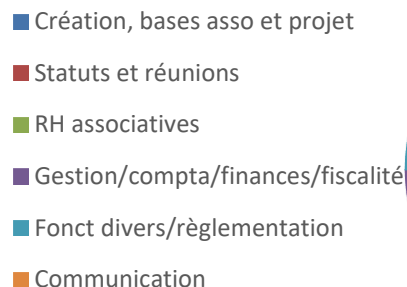 Création, bases asso et projet
Statuts et réunions
RH associatives
Gestion/compta/finances/fiscalité
Fonct divers/règlementation
Communication